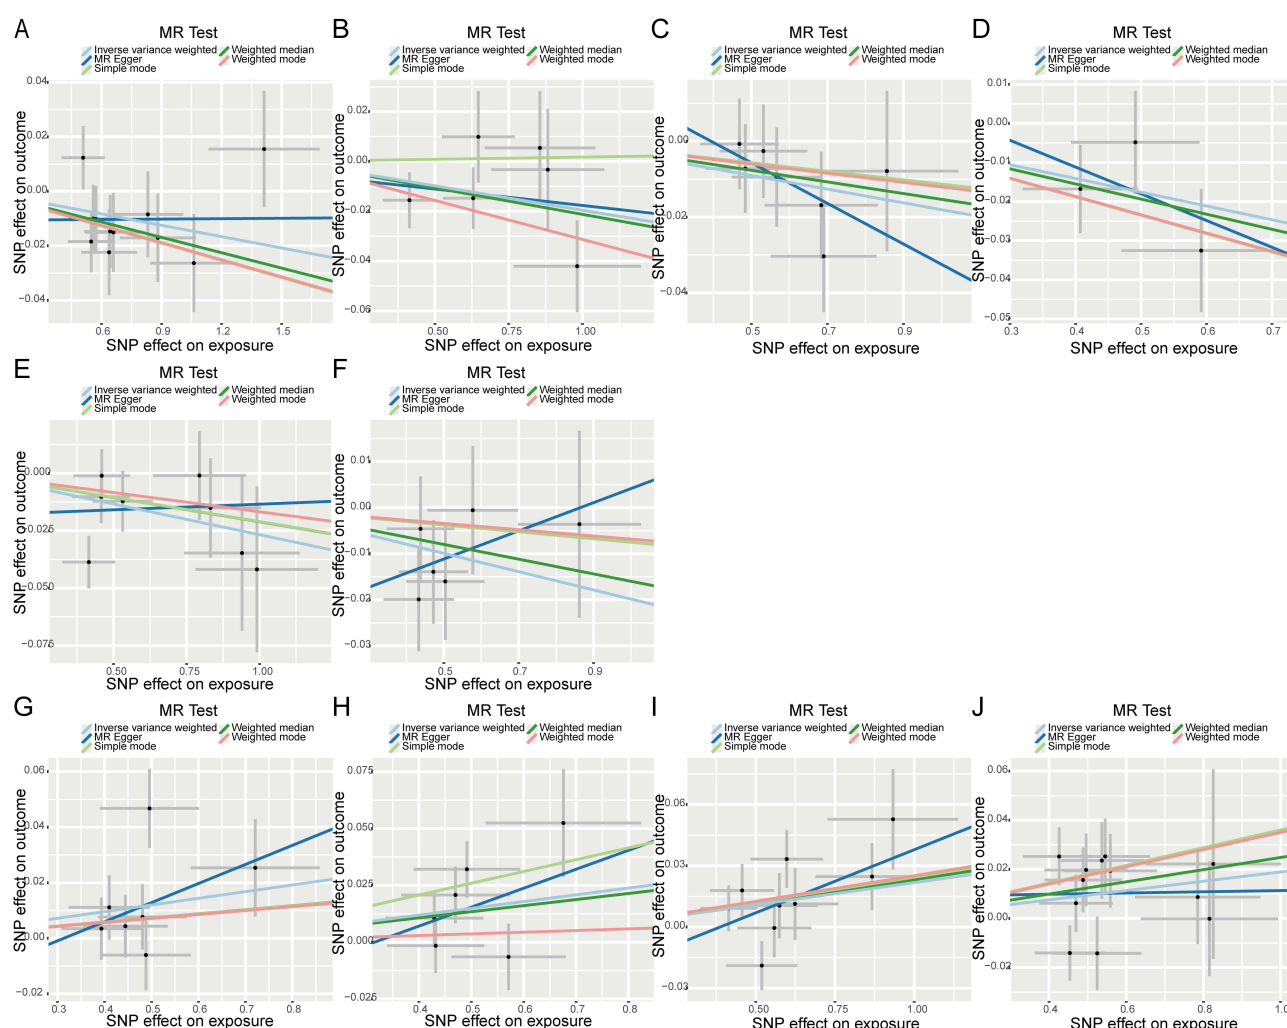 A
MR Test
Inverse variance weighted
Weighted median
MR Egger
Weighted mode
Simple mode
SNP effect on outcome
0.04
0.02
0.00
−0.02
−0.04
0.6
0.9
1.2
1.5
SNP effect on exposure
B
MR Test
Inverse variance weighted
Weighted median
MR Egger
Weighted mode
Simple mode
SNP effect on outcome
0.02
0.00
−0.02
−0.04
−0.06
0.50
0.75
1.00
SNP effect on exposure
C
MR Test
Inverse variance weighted
Weighted median
MR Egger
Weighted mode
Simple mode
SNP effect on outcome
0.00
−0.02
−0.04
0.5
0.7
0.9
SNP effect on exposure
D
MR Test
Inverse variance weighted
Weighted median
MR Egger
Weighted mode
Simple mode
SNP effect on outcome
0.01
0.00
−0.01
−0.02
−0.03
−0.04
−0.05
0.3
0.4
0.5
0.6
0.7
SNP effect on exposure
E
MR Test
Inverse variance weighted
Weighted median
MR Egger
Weighted mode
Simple mode
SNP effect on outcome
0.000
−0.025
−0.050
−0.075
0.50
0.75
1.00
SNP effect on exposure
F
MR Test
Inverse variance weighted
Weighted median
MR Egger
Weighted mode
Simple mode
SNP effect on outcome
0.01
0.00
−0.01
−0.02
−0.03
0.5
0.7
0.9
SNP effect on exposure
G
MR Test
Inverse variance weighted
Weighted median
MR Egger
Weighted mode
Simple mode
SNP effect on outcome
0.06
0.04
0.02
0.00
−0.02
0.3
0.4
0.5
0.6
0.7
0.8
SNP effect on exposure
H
MR Test
Inverse variance weighted
Weighted median
MR Egger
Weighted mode
Simple mode
SNP effect on outcome
0.075
0.050
0.025
0.000
−0.025
0.4
0.5
0.6
0.7
0.8
SNP effect on exposure
I
MR Test
Inverse variance weighted
Weighted median
MR Egger
Weighted mode
Simple mode
SNP effect on outcome
0.06
0.03
0.00
−0.03
0.50
0.75
1.00
SNP effect on exposure
J
MR Test
Inverse variance weighted
Weighted median
MR Egger
Weighted mode
Simple mode
SNP effect on outcome
0.06
0.04
0.02
0.00
−0.02
0.4
0.6
0.8
1.0
SNP effect on exposure